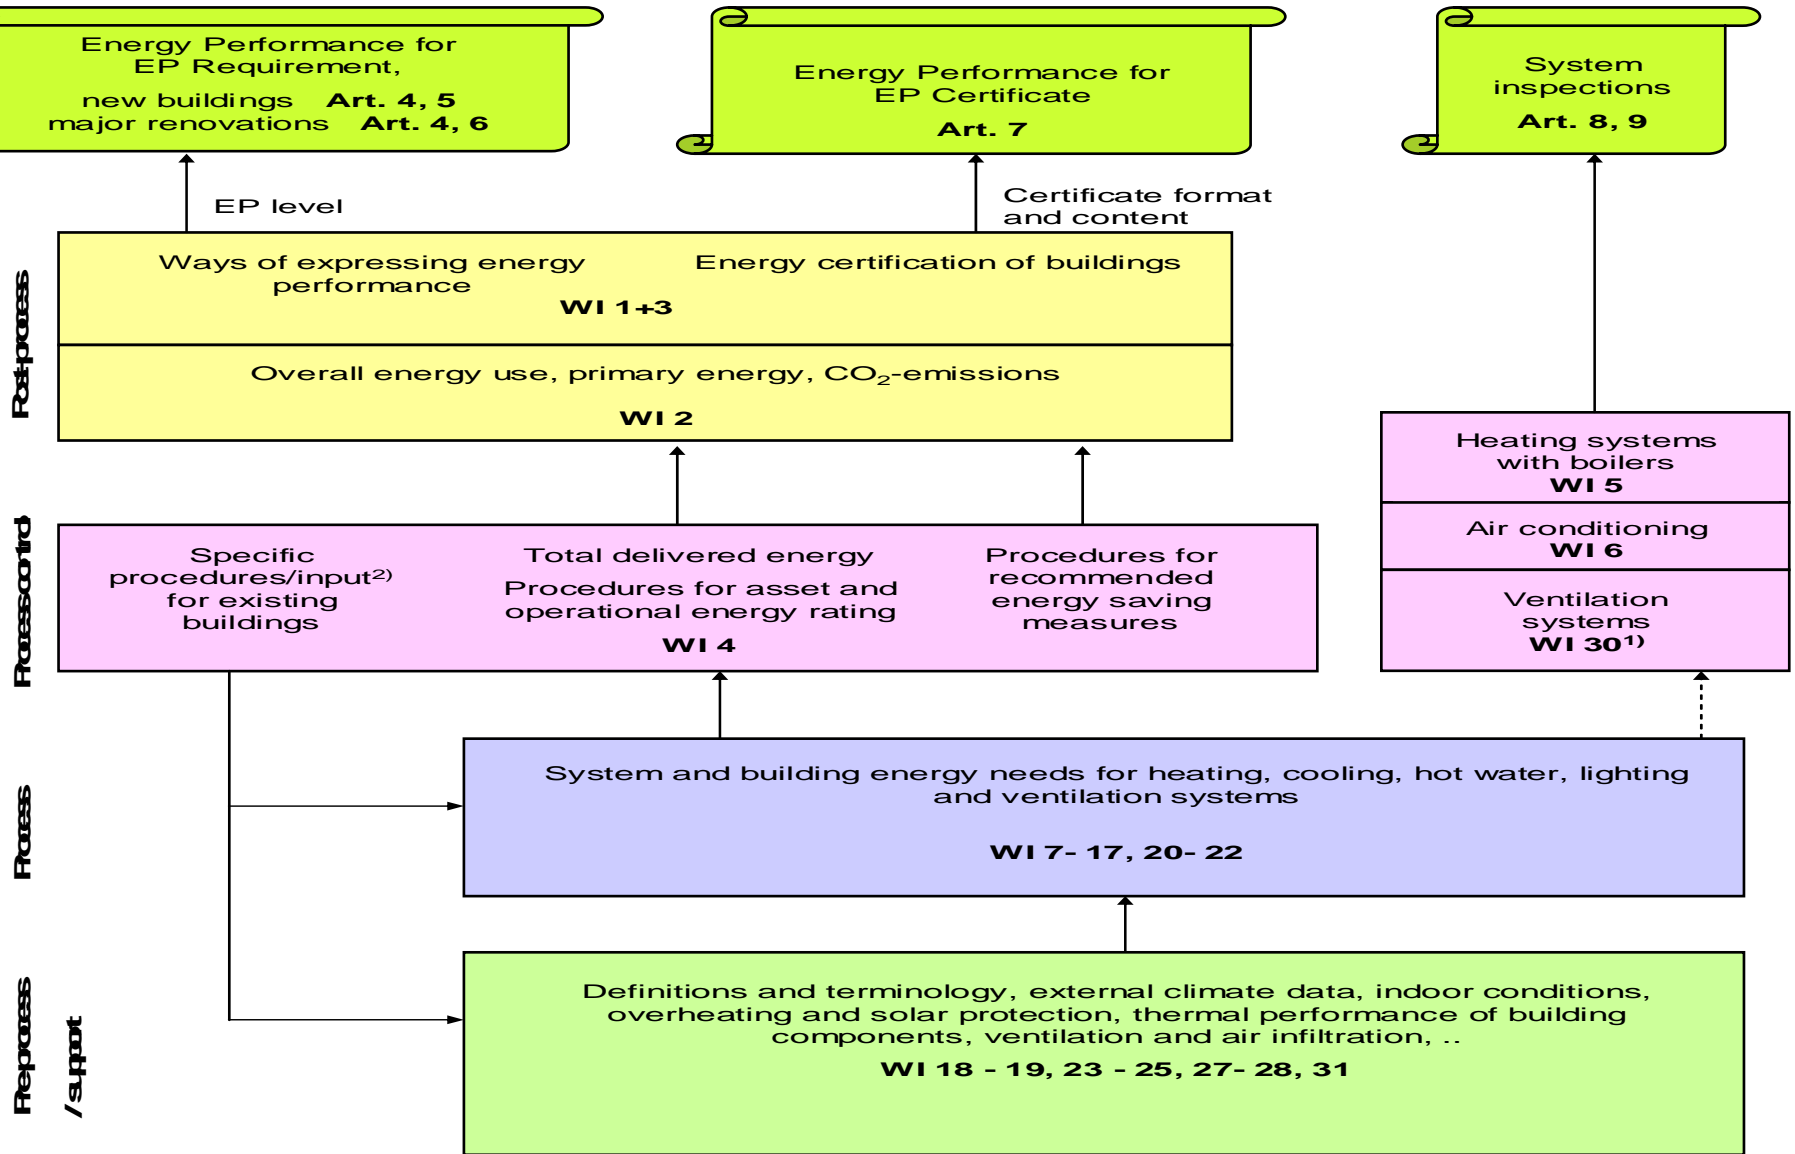 Energy Performance for
EP Requirement,
new buildings Art. 4, 5
major renovations Art. 4, 6
Energy Performance for
EP Certificate
Art. 7
System
inspections
Art. 8, 9
EP level
Certificate format
and content
Post-process
Ways of expressing energy
performance
Energy certification of buildings
WI 1+3
Overall energy use, primary energy, CO₂-emissions
WI 2
Heating systems
with boilers
WI 5
Air conditioning
WI 6
Ventilation
systems
WI 30¹⁾
Process control
Specific
procedures/input²⁾
for existing
buildings
Total delivered energy
Procedures for asset and
operational energy rating
WI 4
Procedures for
recommended
energy saving
measures
Process
System and building energy needs for heating, cooling, hot water, lighting
and ventilation systems
WI 7- 17, 20- 22
Preprocess
/ support
Definitions and terminology, external climate data, indoor conditions,
overheating and solar protection, thermal performance of building
components, ventilation and air infiltration, ..
WI 18 - 19, 23 - 25, 27- 28, 31